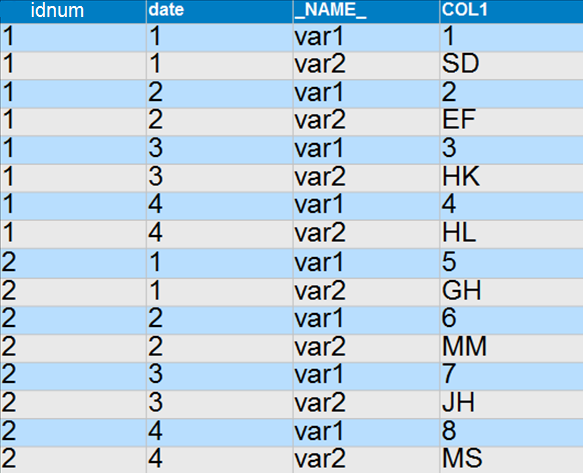 idnum date _NAME_ COL1
1 1 var1 1
1 1 var2 SD
1 2 var1 2
1 2 var2 EF
1 3 var1 3
1 3 var2 HK
1 4 var1 4
1 4 var2 HL
2 1 var1 5
2 1 var2 GH
2 2 var1 6
2 2 var2 MM
2 3 var1 7
2 3 var2 JH
2 4 var1 8
2 4 var2 MS